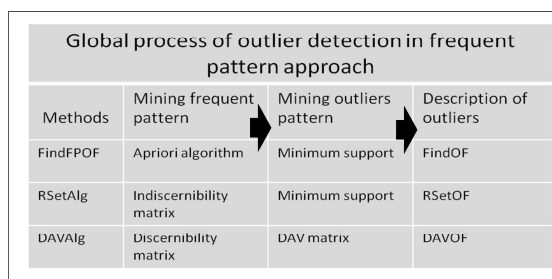 Global process of outlier detection in frequent
pattern approach
Methods
Mining frequent
pattern
Mining outliers
pattern
Description of
outliers
FindFPOF
Apriori algorithm
Minimum support
FindOF
RSetAlg
Indiscernibility
matrix
Minimum support
RSetOF
DAVAlg
Discernibility
matrix
DAV matrix
DAVOF